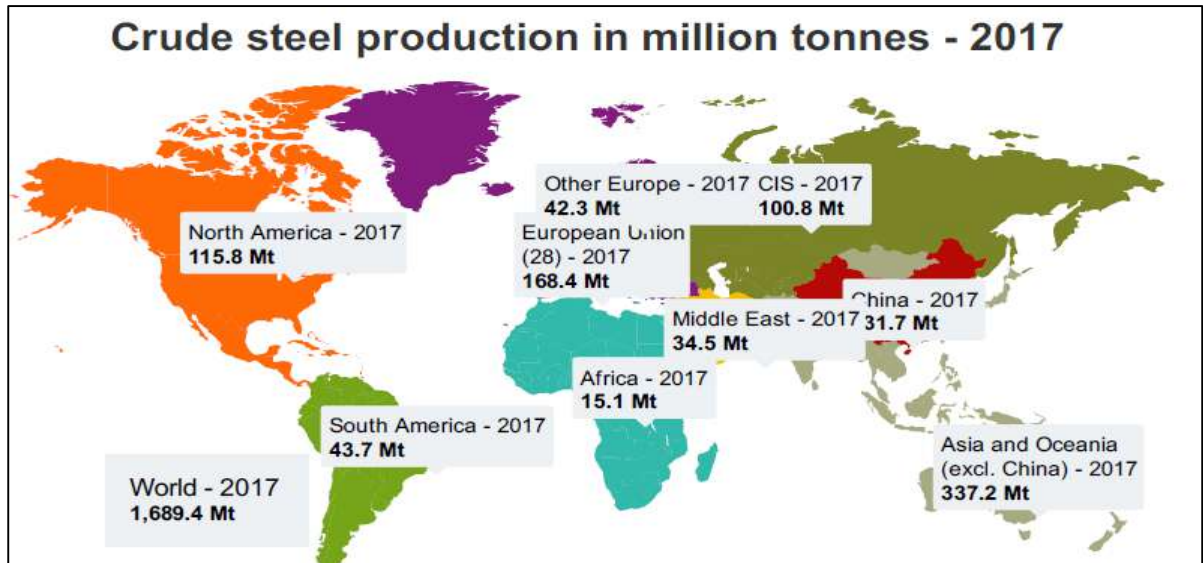 Crude steel production in million tonnes - 2017
Other Europe - 2017
42.3 Mt
CIS - 2017
100.8 Mt
North America - 2017
115.8 Mt
European Union
(28) - 2017
168.4 Mt
China - 2017
31.7 Mt
Middle East - 2017
34.5 Mt
Africa - 2017
15.1 Mt
South America - 2017
43.7 Mt
Asia and Oceania
(excl. China) - 2017
337.2 Mt
World - 2017
1,689.4 Mt